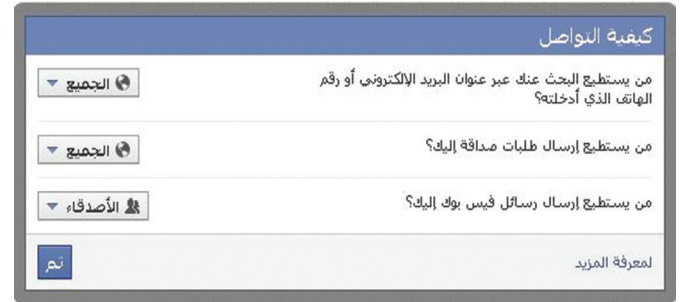 كيفية التواصل
من يستطيع البحث عنك عبر عنوان البريد الإلكتروني أو رقم
الهاتف الذي أدخلته؟
الجميع
من يستطيع إرسال طلبات صداقة إليك؟
الجميع
من يستطيع إرسال رسائل فيس بوك إليك؟
الأصدقاء
لمعرفة المزيد
تم